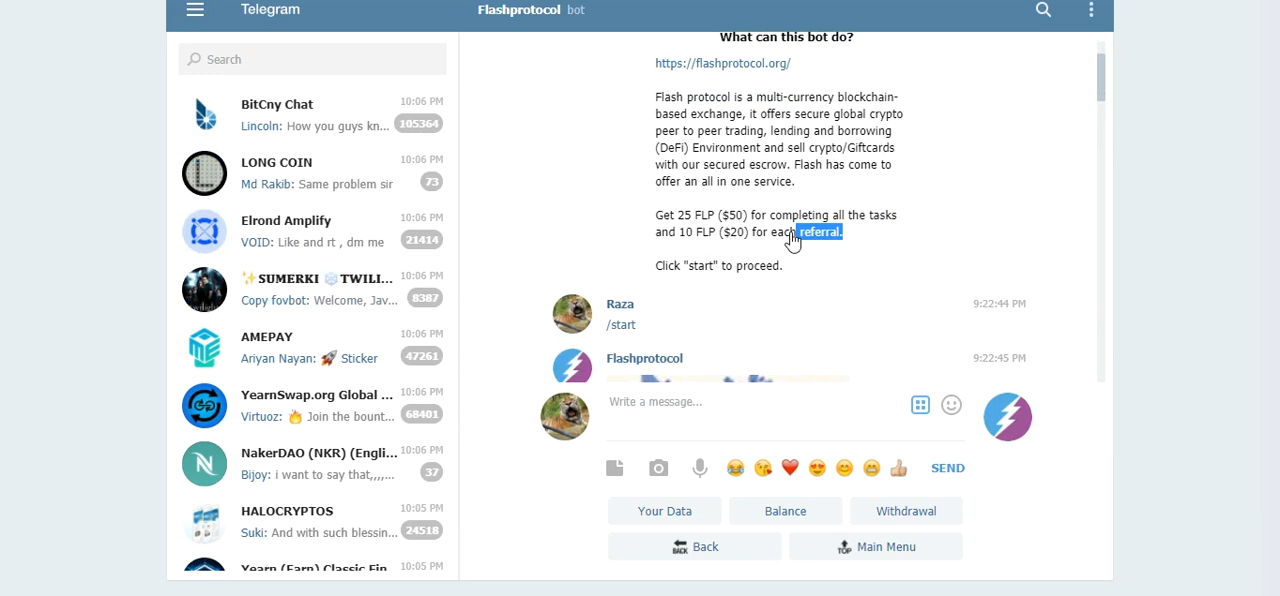 Telegram
Flashprotocol bot
Search
BitCny Chat 10:06 PM
Lincoln: How you guys kn... 105364
LONG COIN 10:06 PM
Md Rakib: Same problem sir 73
Elrond Amplify 10:06 PM
VOID: Like and rt , dm me 21414
✨SUMERKI ❄️TWILI... 10:06 PM
Copy fovbot: Welcome, Jav... 8387
AMEPAY 10:06 PM
Ariyan Nayan: 🚀 Sticker 47261
YearnSwap.org Global ... 10:06 PM
Virtuoz: 🔥 Join the bount... 68401
NakerDAO (NKR) (Engli... 10:06 PM
Bijoy: i want to say that,,,,... 37
HALOCRYPTOS 10:05 PM
Suki: And with such blessin... 24518
Yearn (Earn) Classic Fin... 10:05 PM
What can this bot do?
https://flashprotocol.org/
Flash protocol is a multi-currency blockchain-
based exchange, it offers secure global crypto
peer to peer trading, lending and borrowing
(DeFi) Environment and sell crypto/Giftcards
with our secured escrow. Flash has come to
offer an all in one service.
Get 25 FLP ($50) for completing all the tasks
and 10 FLP ($20) for each referral.
Click "start" to proceed.
Raza 9:22:44 PM
/start
Flashprotocol 9:22:45 PM
Write a message...
😂 😘 ❤️ 😍 😊 😁 👍 SEND
Your Data Balance Withdrawal
🔙 Back 🔝 Main Menu